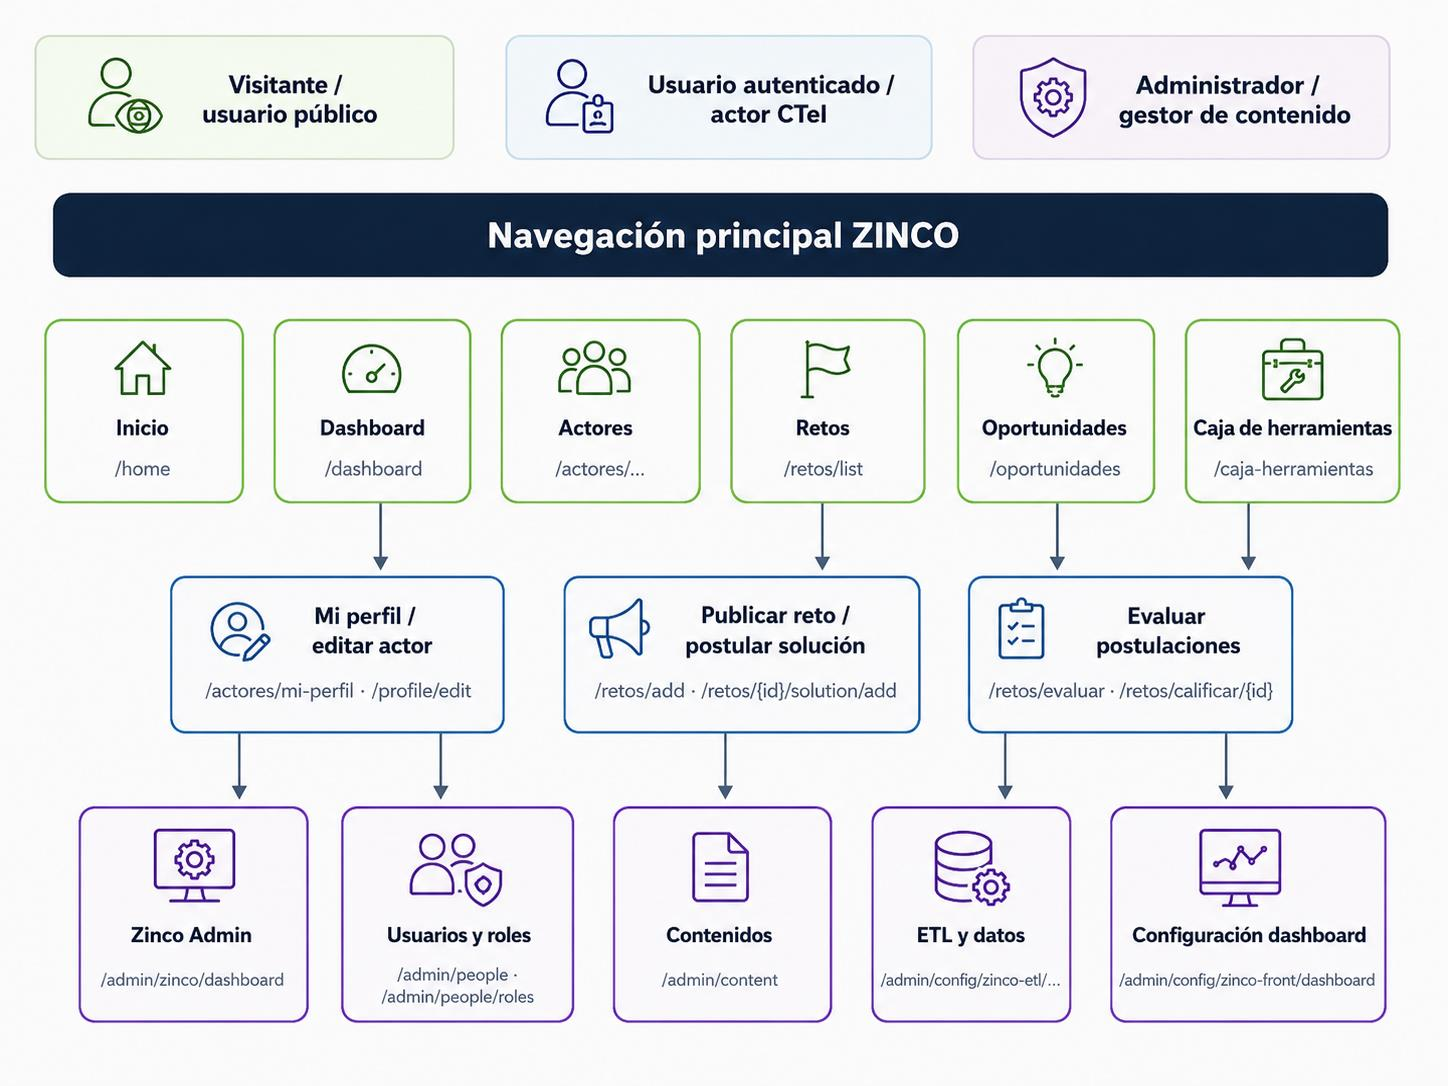 Visitante /
usuario público
Usuario autenticado /
actor CTel
Administrador /
gestor de contenido
Navegación principal ZINCO
Inicio
/home
Dashboard
/dashboard
Actores
/actores/...
Retos
/retos/list
Oportunidades
/oportunidades
Caja de herramientas
/caja-herramientas
Mi perfil /
editar actor
/actores/mi-perfil · /profile/edit
Publicar reto /
postular solución
/retos/add · /retos/{id}/solution/add
Evaluar
postulaciones
/retos/evaluar · /retos/calificar/{id}
Zinco Admin
/admin/zinco/dashboard
Usuarios y roles
/admin/people ·
/admin/people/roles
Contenidos
/admin/content
ETL y datos
/admin/config/zinco-etl/...
Configuración dashboard
/admin/config/zinco-front/dashboard